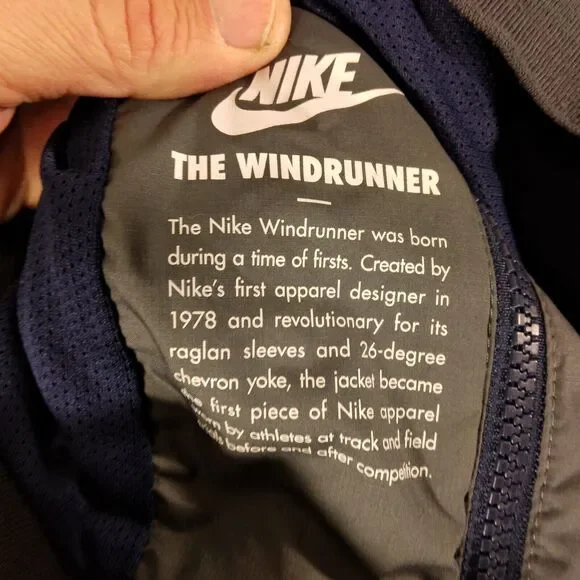 NIKE
THE WINDRUNNER
The Nike Windrunner was born
during a time of firsts. Created by
Nike's first apparel designer in
1978 and revolutionary for its
raglan sleeves and 26-degree
chevron yoke, the jacket became
first piece of Nike apparel
by athletes at track and field
before and after competition.